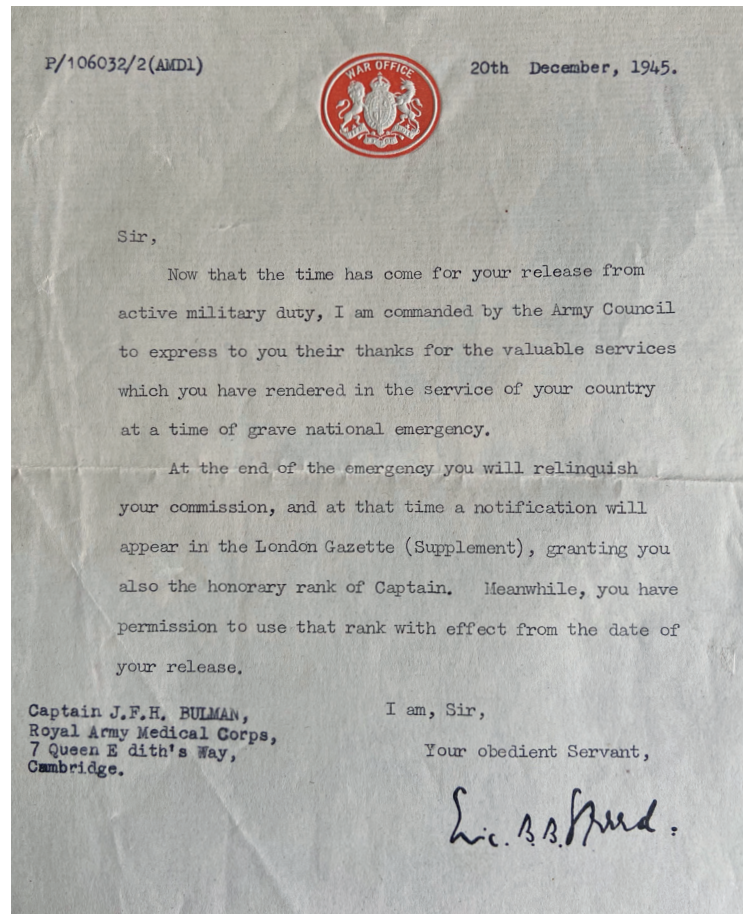 P/106032/2(AMD1)
WAR OFFICE
20th December, 1945.
Sir,
Now that the time has come for your release from
active military duty, I am commanded by the Army Council
to express to you their thanks for the valuable services
which you have rendered in the service of your country
at a time of grave national emergency.
At the end of the emergency you will relinquish
your commission, and at that time a notification will
appear in the London Gazette (Supplement), granting you
also the honorary rank of Captain. Meanwhile, you have
permission to use that rank with effect from the date of
your release.
Captain J.F.H. BULMAN,
Royal Army Medical Corps,
7 Queen E dith's Way,
Cambridge.
I am, Sir,
Your obedient Servant,
Eric. B. B. Speed.